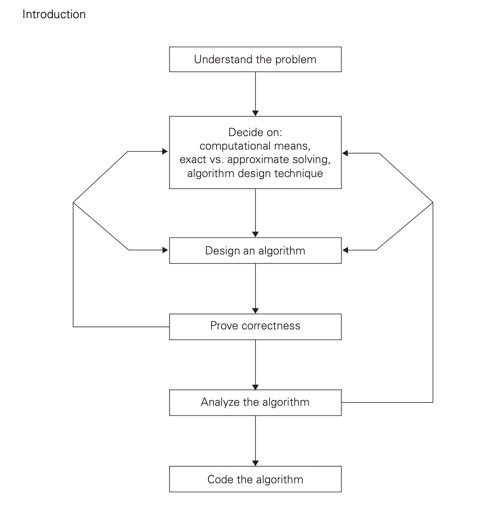 Introduction
Understand the problem
Decide on:
computational means,
exact vs. approximate solving,
algorithm design technique
Design an algorithm
Prove correctness
Analyze the algorithm
Code the algorithm